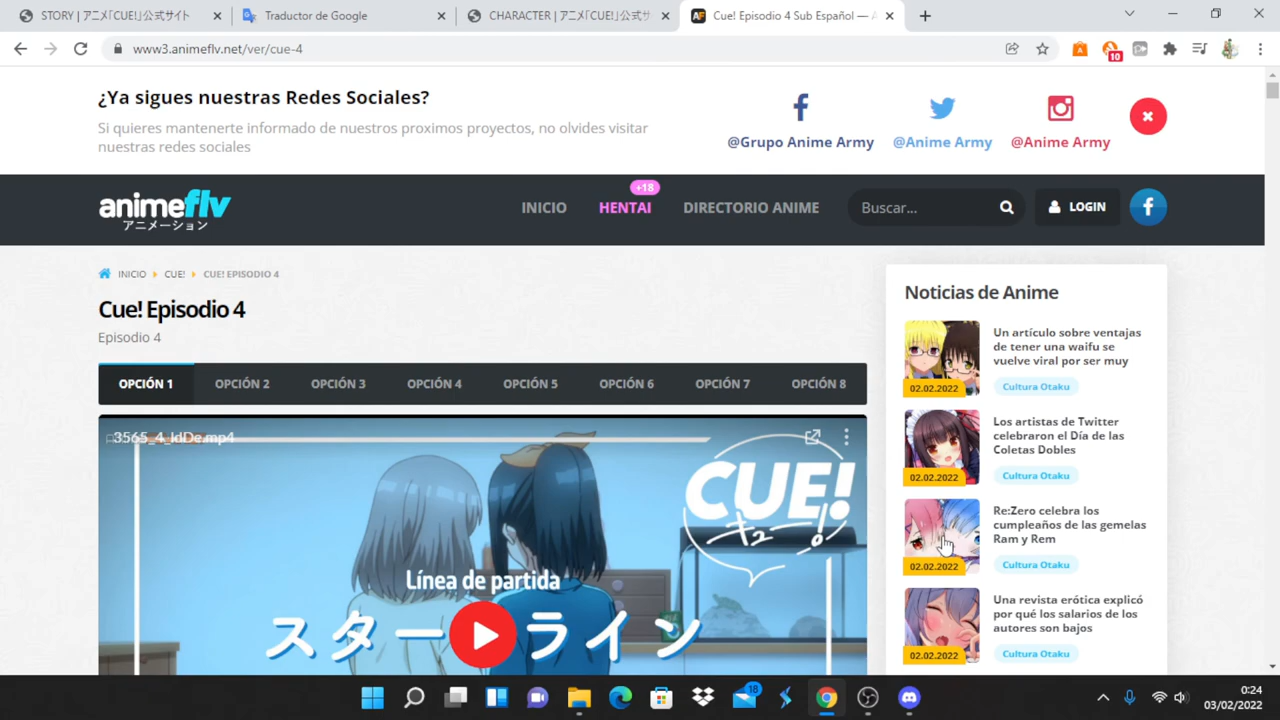 STORY | アニメ「CUE!」公式サイト
Traductor de Google
CHARACTER | アニメ「CUE!」公式サ
Cue! Episodio 4 Sub Español — A
www3.animeflv.net/ver/cue-4
10
¿Ya sigues nuestras Redes Sociales?
Si quieres mantenerte informado de nuestros proximos proyectos, no olvides visitar
nuestras redes sociales
@Grupo Anime Army
@Anime Army
@Anime Army
animeflv
アニメーション
INICIO
+18
HENTAI
DIRECTORIO ANIME
Buscar...
LOGIN
INICIO
CUE!
CUE! EPISODIO 4
Cue! Episodio 4
Episodio 4
OPCIÓN 1
OPCIÓN 2
OPCIÓN 3
OPCIÓN 4
OPCIÓN 5
OPCIÓN 6
OPCIÓN 7
OPCIÓN 8
3565_4_IdDe.mp4
CUE!
キュー!
Línea de partida
スターライン
Noticias de Anime
Un artículo sobre ventajas
de tener una waifu se
vuelve viral por ser muy
02.02.2022
Cultura Otaku
Los artistas de Twitter
celebraron el Día de las
Coletas Dobles
02.02.2022
Cultura Otaku
Re:Zero celebra los
cumpleaños de las gemelas
Ram y Rem
02.02.2022
Cultura Otaku
Una revista erótica explicó
por qué los salarios de los
autores son bajos
02.02.2022
Cultura Otaku
18
0:24
03/02/2022